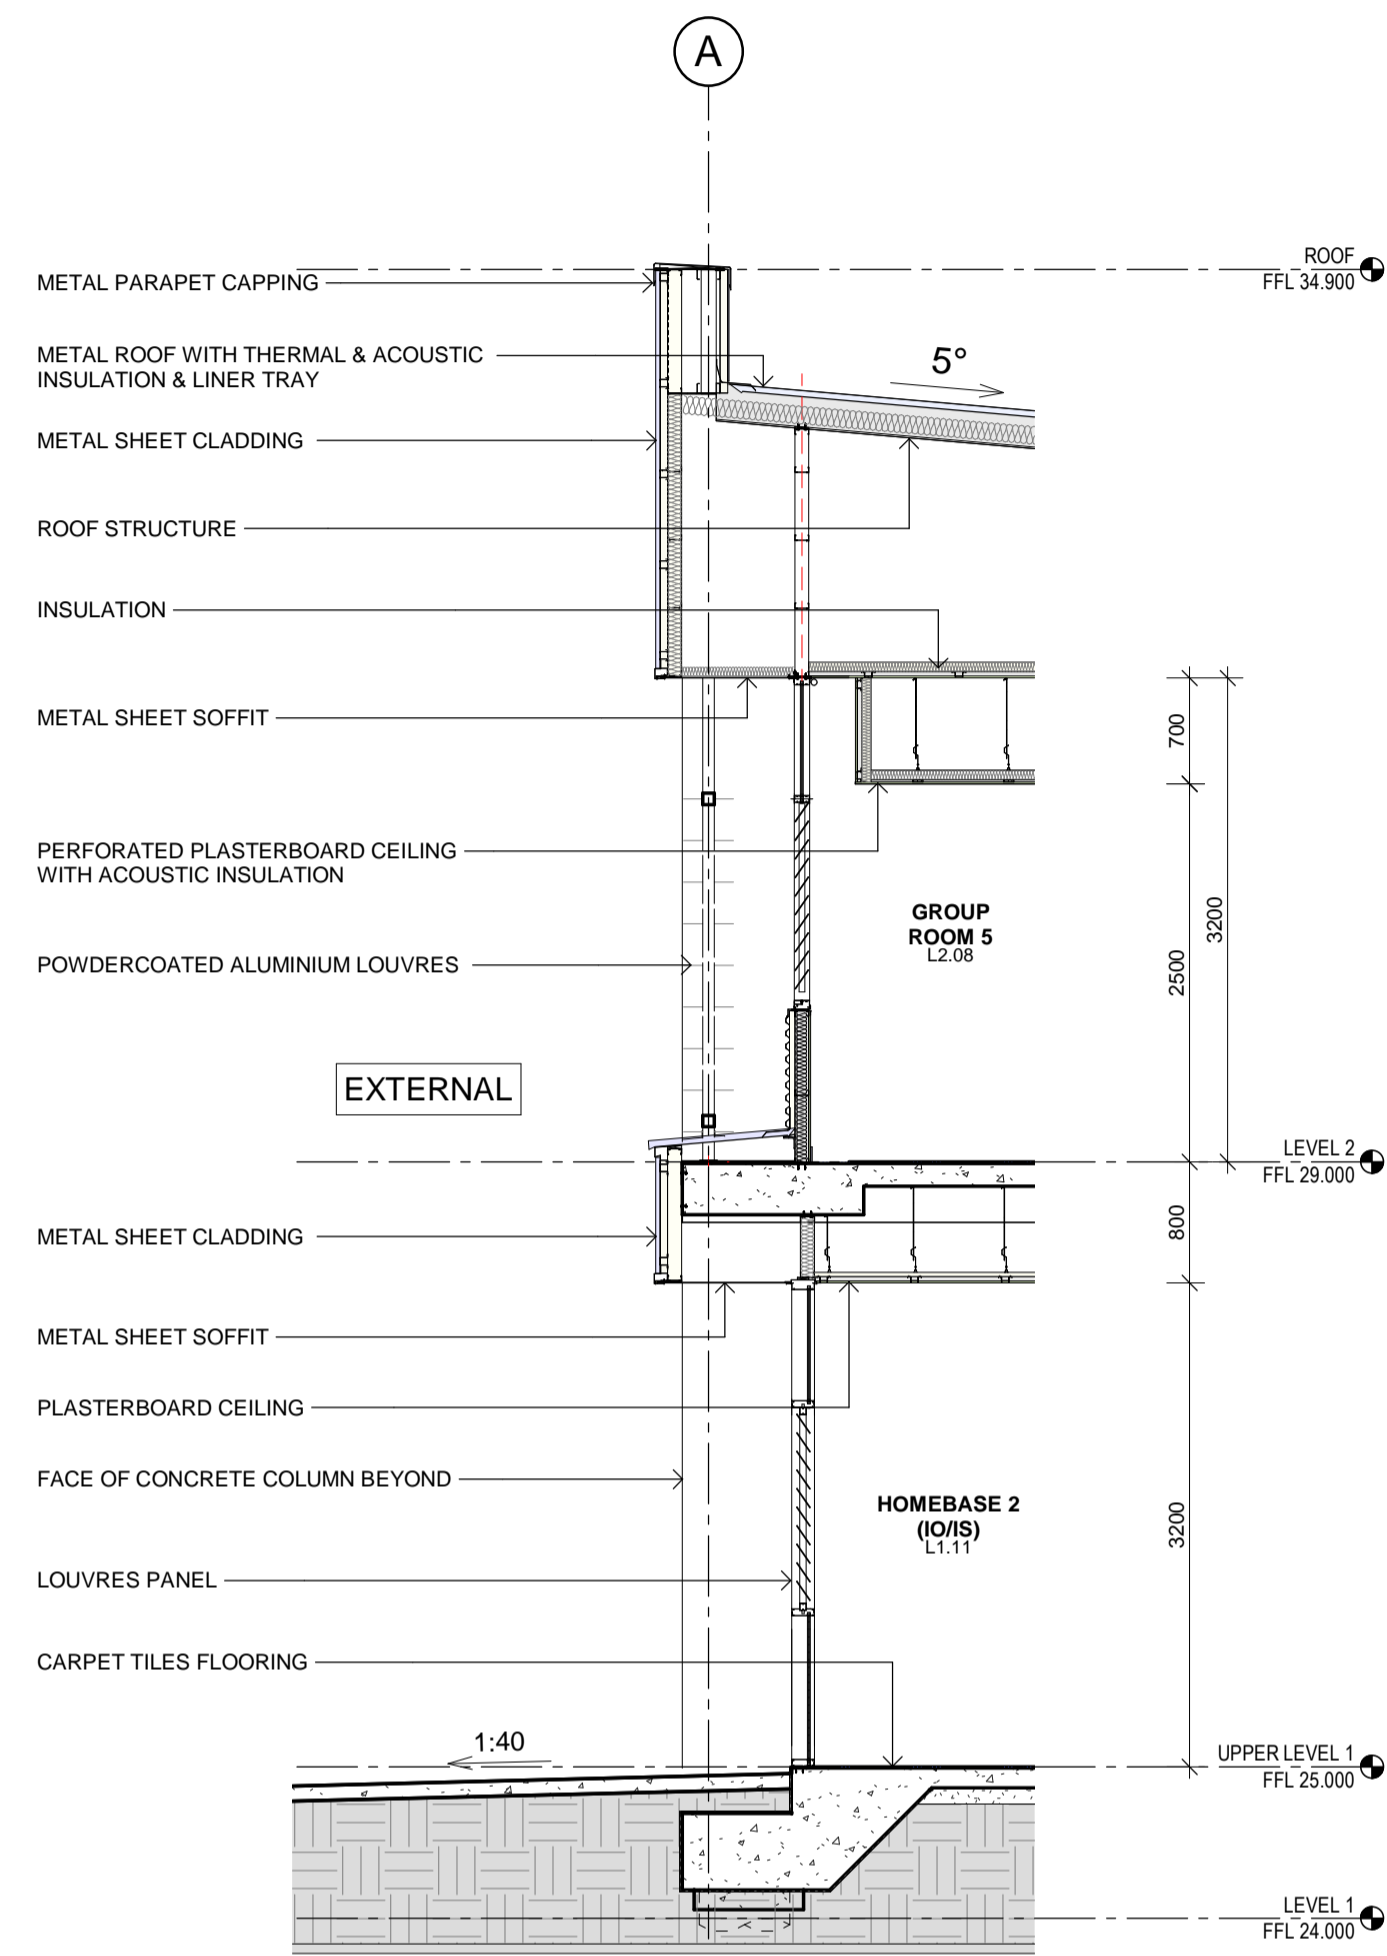 A
ROOF
FFL 34.900
METAL PARAPET CAPPING
METAL ROOF WITH THERMAL & ACOUSTIC
INSULATION & LINER TRAY
5°
METAL SHEET CLADDING
ROOF STRUCTURE
INSULATION
METAL SHEET SOFFIT
700
PERFORATED PLASTERBOARD CEILING
WITH ACOUSTIC INSULATION
GROUP
ROOM 5
L2.08
3200
2500
POWDERCOATED ALUMINIUM LOUVRES
EXTERNAL
LEVEL 2
FFL 29.000
METAL SHEET CLADDING
800
METAL SHEET SOFFIT
PLASTERBOARD CEILING
FACE OF CONCRETE COLUMN BEYOND
HOMEBASE 2
(IO/IS)
L1.11
3200
LOUVRES PANEL
CARPET TILES FLOORING
1:40
UPPER LEVEL 1
FFL 25.000
LEVEL 1
FFL 24.000